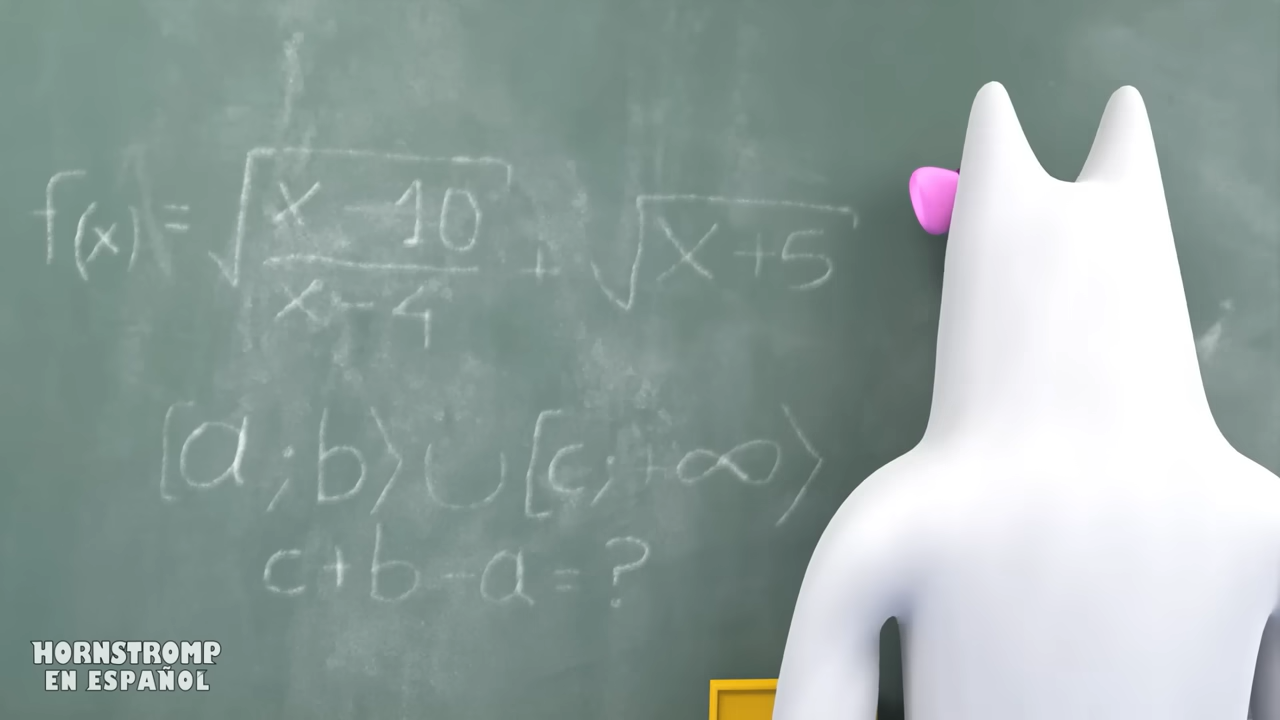 f(x) = √((x - 10)/(x - 4)) + √(x + 5)
[a; b⟩ ∪ [c; +∞⟩
c + b - a = ?
HORNSTROMP
EN ESPAÑOL